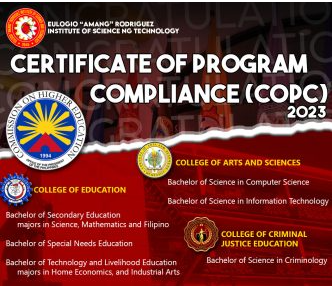 EULOGIO "AMANG" RODRIGUEZ
INSTITUTE OF SCIENCE NG TECHNOLOGY
CERTIFICATE OF PROGRAM
COMPLIANCE (COPC)
2023
COMMISSION ON HIGHER EDUCATION
1994
COLLEGE OF ARTS AND SCIENCES
Bachelor of Science in Computer Science
Bachelor of Science in Information Technology
COLLEGE OF EDUCATION
Bachelor of Secondary Education
majors in Science, Mathematics and Filipino
Bachelor of Special Needs Education
Bachelor of Technology and Livelihood Education
majors in Home Economics, and Industrial Arts
COLLEGE OF CRIMINAL
JUSTICE EDUCATION
Bachelor of Science in Criminology